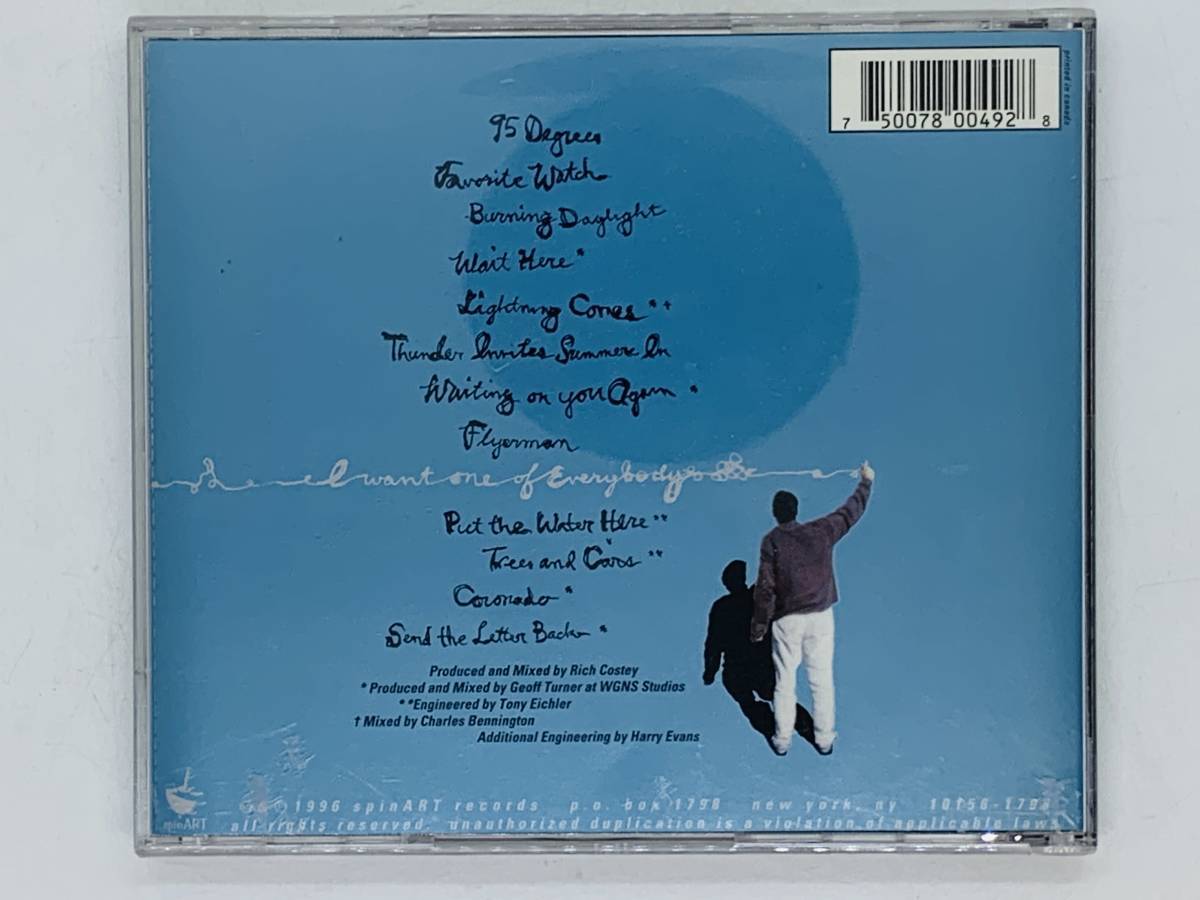 printed in canada
7 50078 00492 8
95 Degrees
Favorite Watch
Burning Daylight
Wait Here*
Lightning Cones**
Thunder Invites Summer In
Waiting on you Again *
Flyerman
I want one of Everybody
Put the Water Here**
Trees and Cars **
Coronado *
Send the Letter Back *
Produced and Mixed by Rich Costey
* Produced and Mixed by Geoff Turner at WGNS Studios
**Engineered by Tony Eichler
† Mixed by Charles Bennington
Additional Engineering by Harry Evans
© 1996 spinART records p.o. box 1798 new york, ny 10156-1798
spinART
all rights reserved. unauthorized duplication is a violation of applicable laws